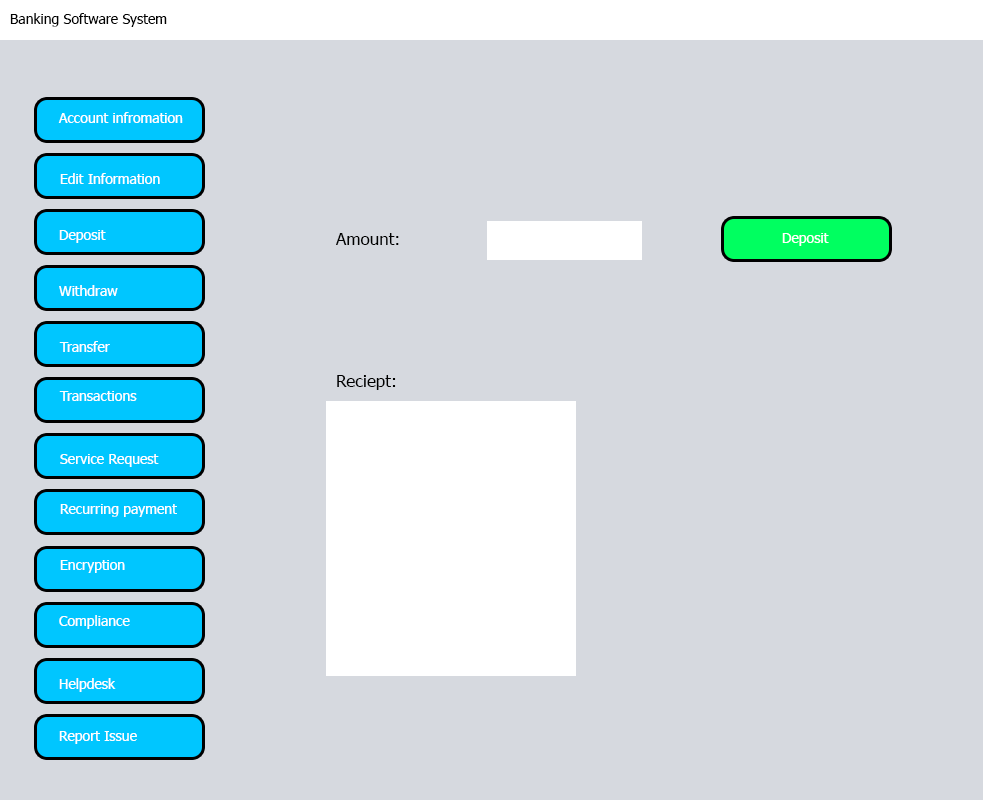 Banking Software System
Account infromation
Edit Information
Deposit
Withdraw
Transfer
Transactions
Service Request
Recurring payment
Encryption
Compliance
Helpdesk
Report Issue
Amount:
Deposit
Reciept: